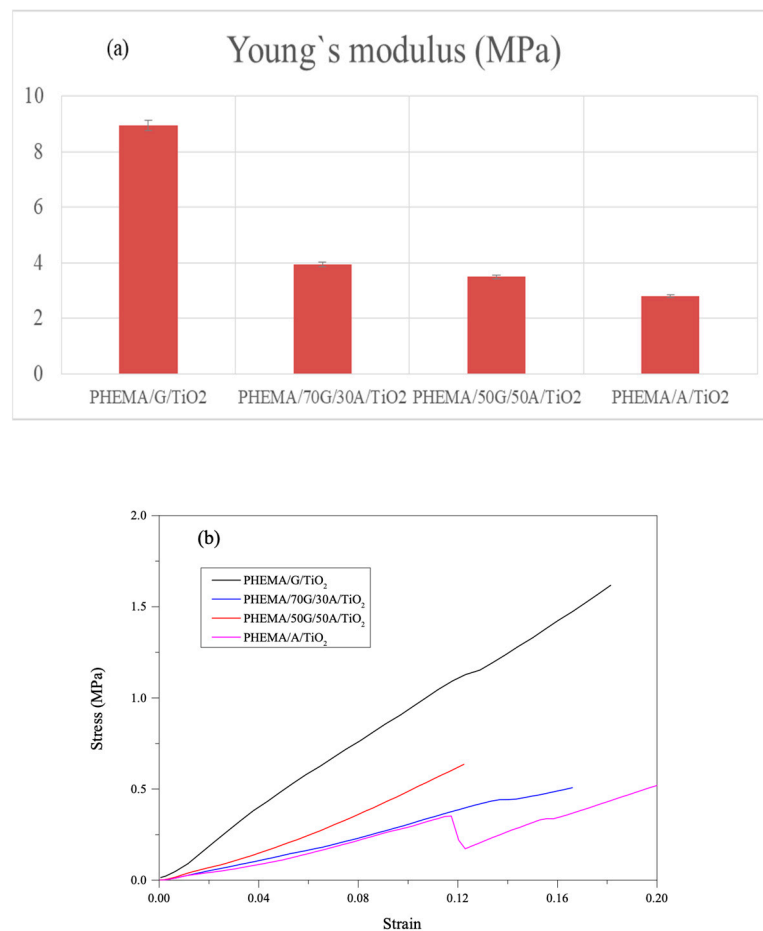 (a) Young`s modulus (MPa)
10
8
6
4
2
0
PHEMA/G/TiO2 PHEMA/70G/30A/TiO2 PHEMA/50G/50A/TiO2 PHEMA/A/TiO2
(b)
2.0
1.5
1.0
0.5
0.0
Stress (MPa)
PHEMA/G/TiO₂
PHEMA/70G/30A/TiO₂
PHEMA/50G/50A/TiO₂
PHEMA/A/TiO₂
0.00 0.04 0.08 0.12 0.16 0.20
Strain